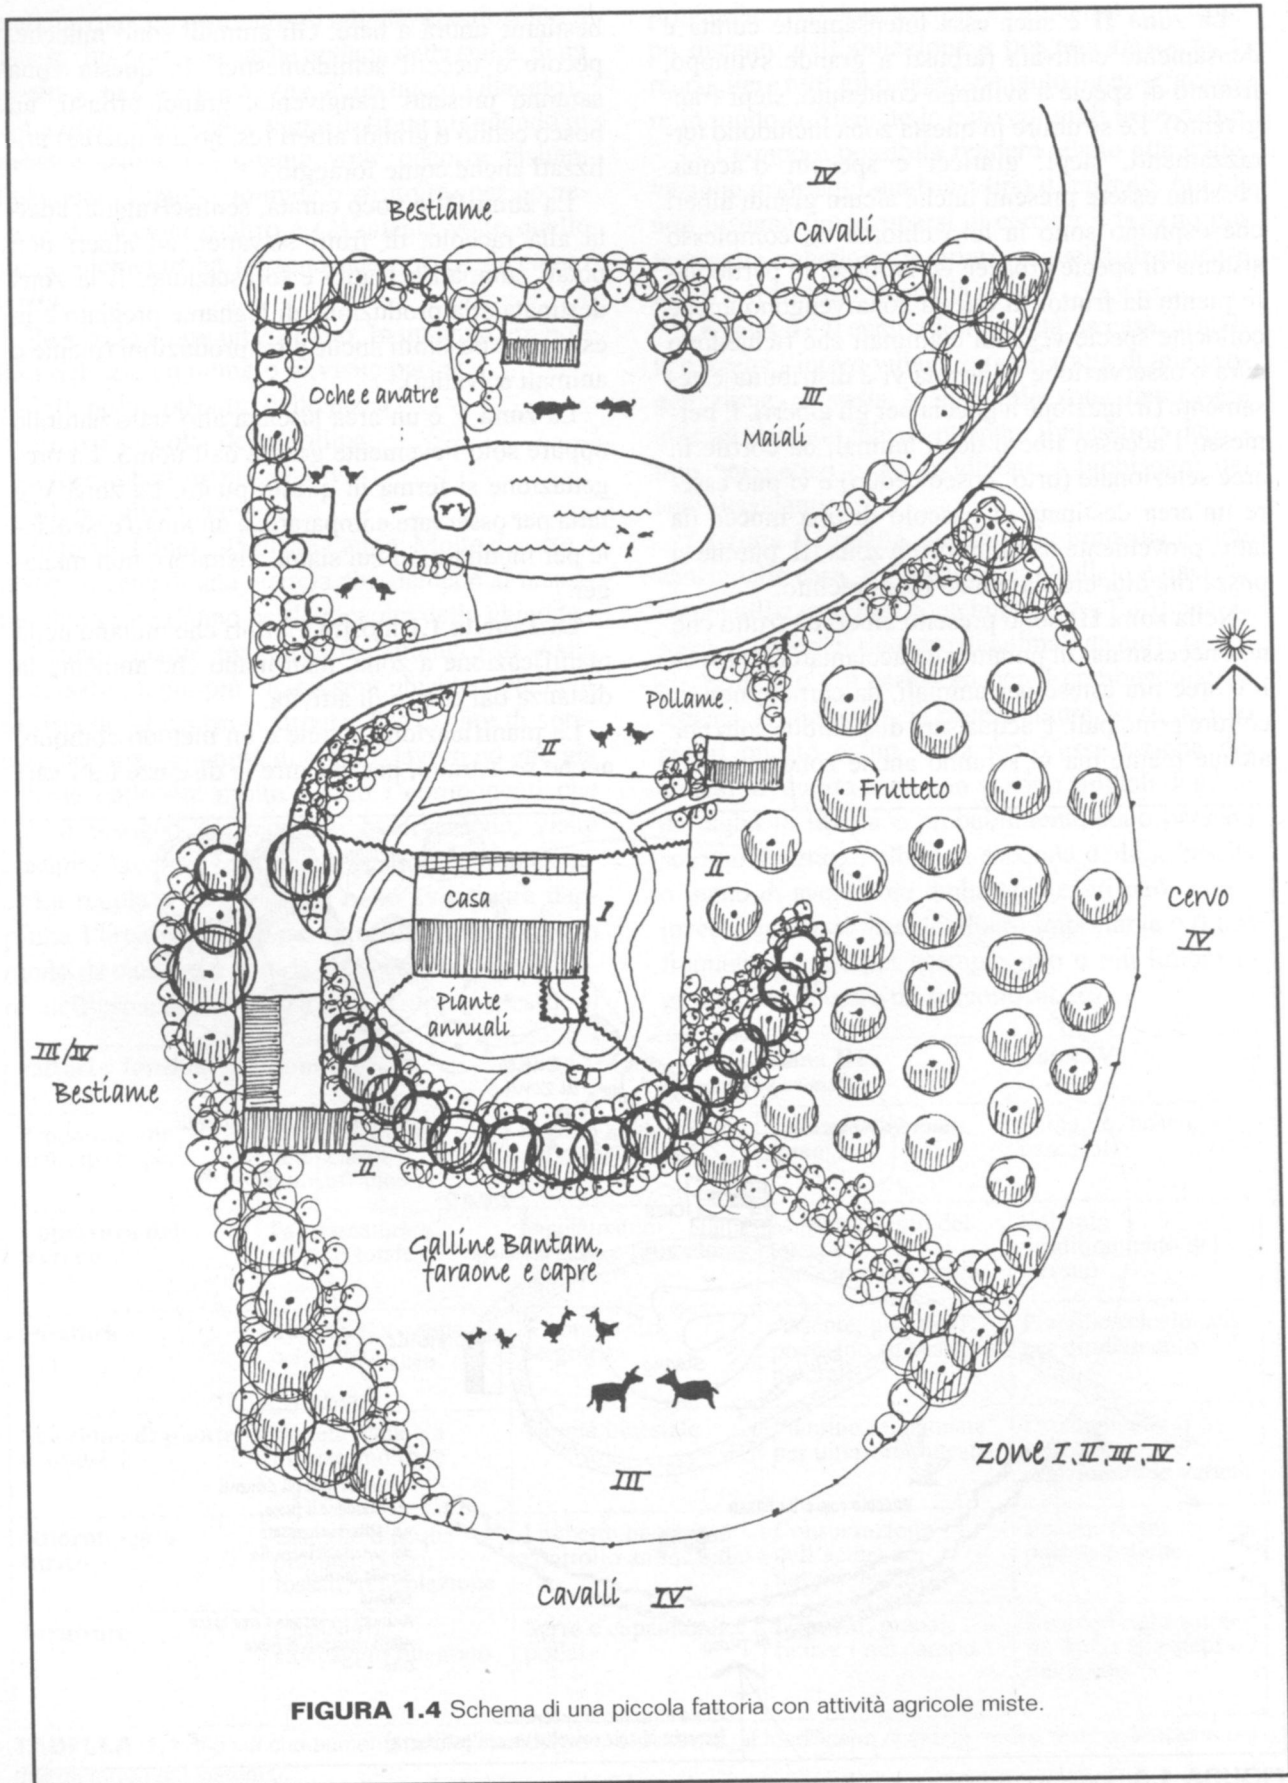 IV
Bestiame
Cavalli
Oche e anatre
III
Maiali
Pollame
II
Frutteto
II
Casa
I
Cervo
IV
Piante
annuali
III/IV
Bestiame
II
Galline Bantam,
faraone e capre
ZONE I, II, III, IV.
III
Cavalli IV
FIGURA 1.4 Schema di una piccola fattoria con attività agricole miste.